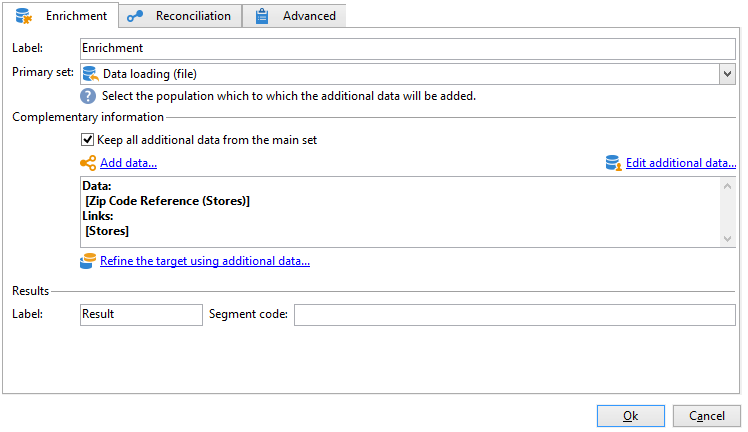 Enrichment Reconciliation Advanced
Label: Enrichment
Primary set: Data loading (file)
? Select the population which to which the additional data will be added.
Complementary information
Keep all additional data from the main set
Add data... Edit additional data...
Data:
[Zip Code Reference (Stores)]
Links:
[Stores]
Refine the target using additional data...
Results
Label: Result Segment code:
Ok Cancel